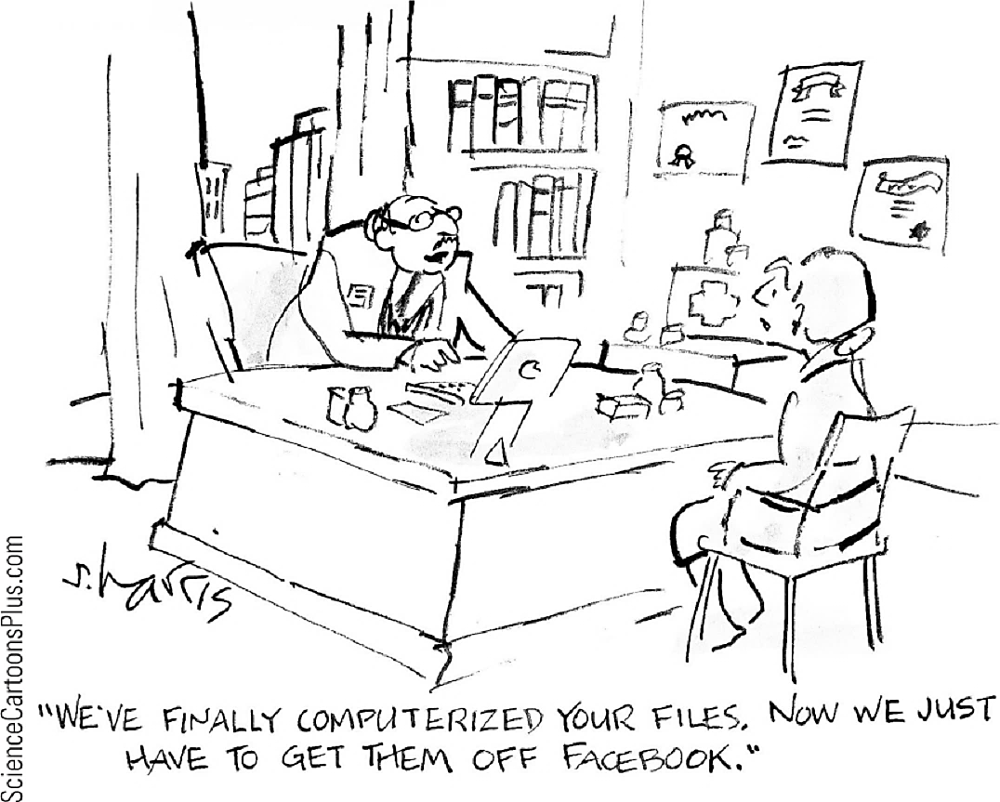 "WE'VE FINALLY COMPUTERIZED YOUR FILES. NOW WE JUST
HAVE TO GET THEM OFF FACEBOOK."
s.harris
ScienceCartoonsPlus.com